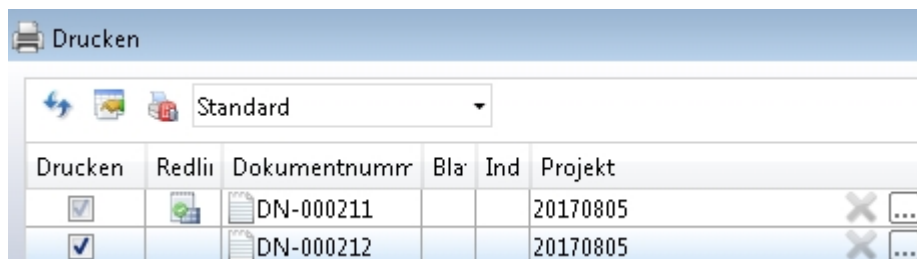 Drucken
Standard
Drucken Redlii Dokumentnumm Bla Ind Projekt
DN-000211 20170805 ...
DN-000212 20170805 ...